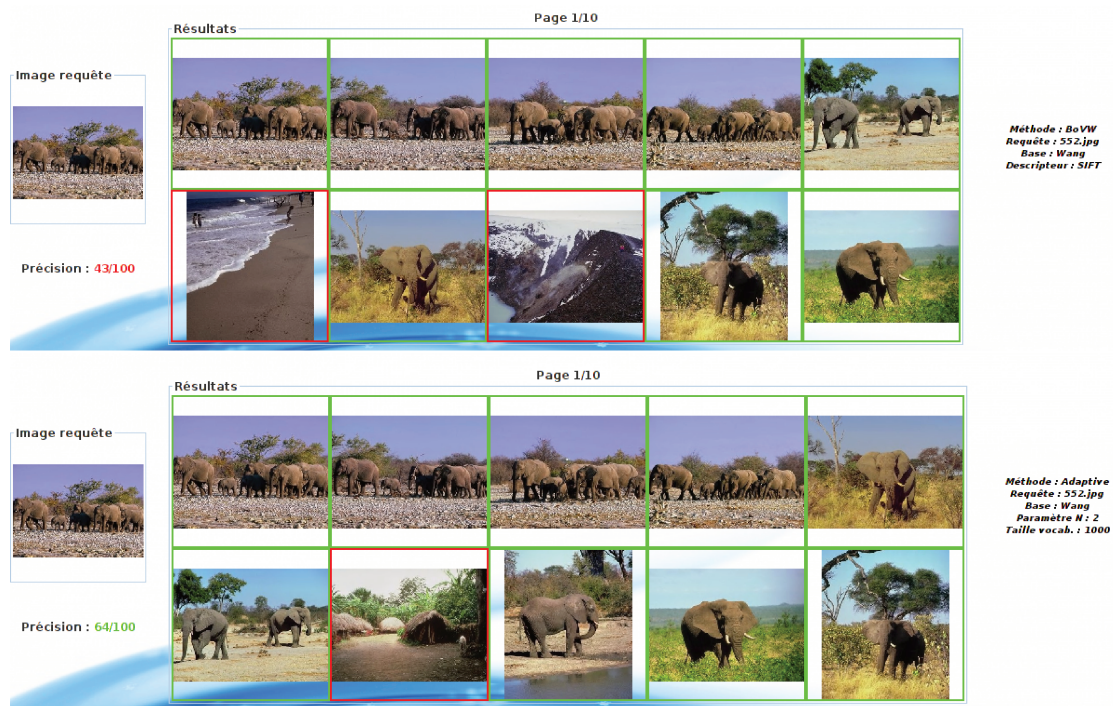 Page 1/10
Résultats
Image requête
Précision : 43/100
Méthode : BoVW
Requête : 552.jpg
Base : Wang
Descripteur : SIFT
Page 1/10
Résultats
Image requête
Précision : 64/100
Méthode : Adaptive
Requête : 552.jpg
Base : Wang
Paramètre N : 2
Taille vocab. : 1000